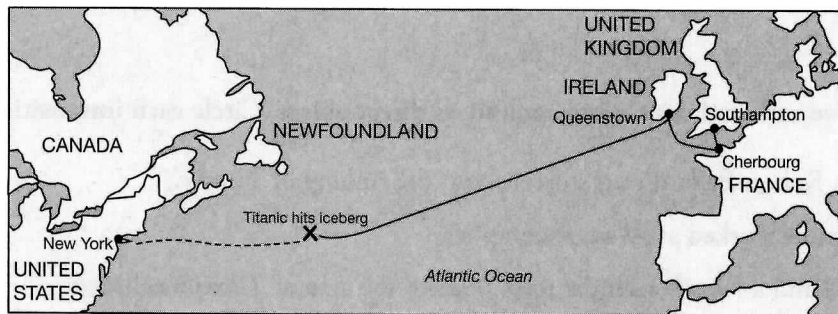 UNITED
KINGDOM
IRELAND
Queenstown
Southampton
Cherbourg
FRANCE
NEWFOUNDLAND
CANADA
Titanic hits iceberg
New York
UNITED
STATES
Atlantic Ocean